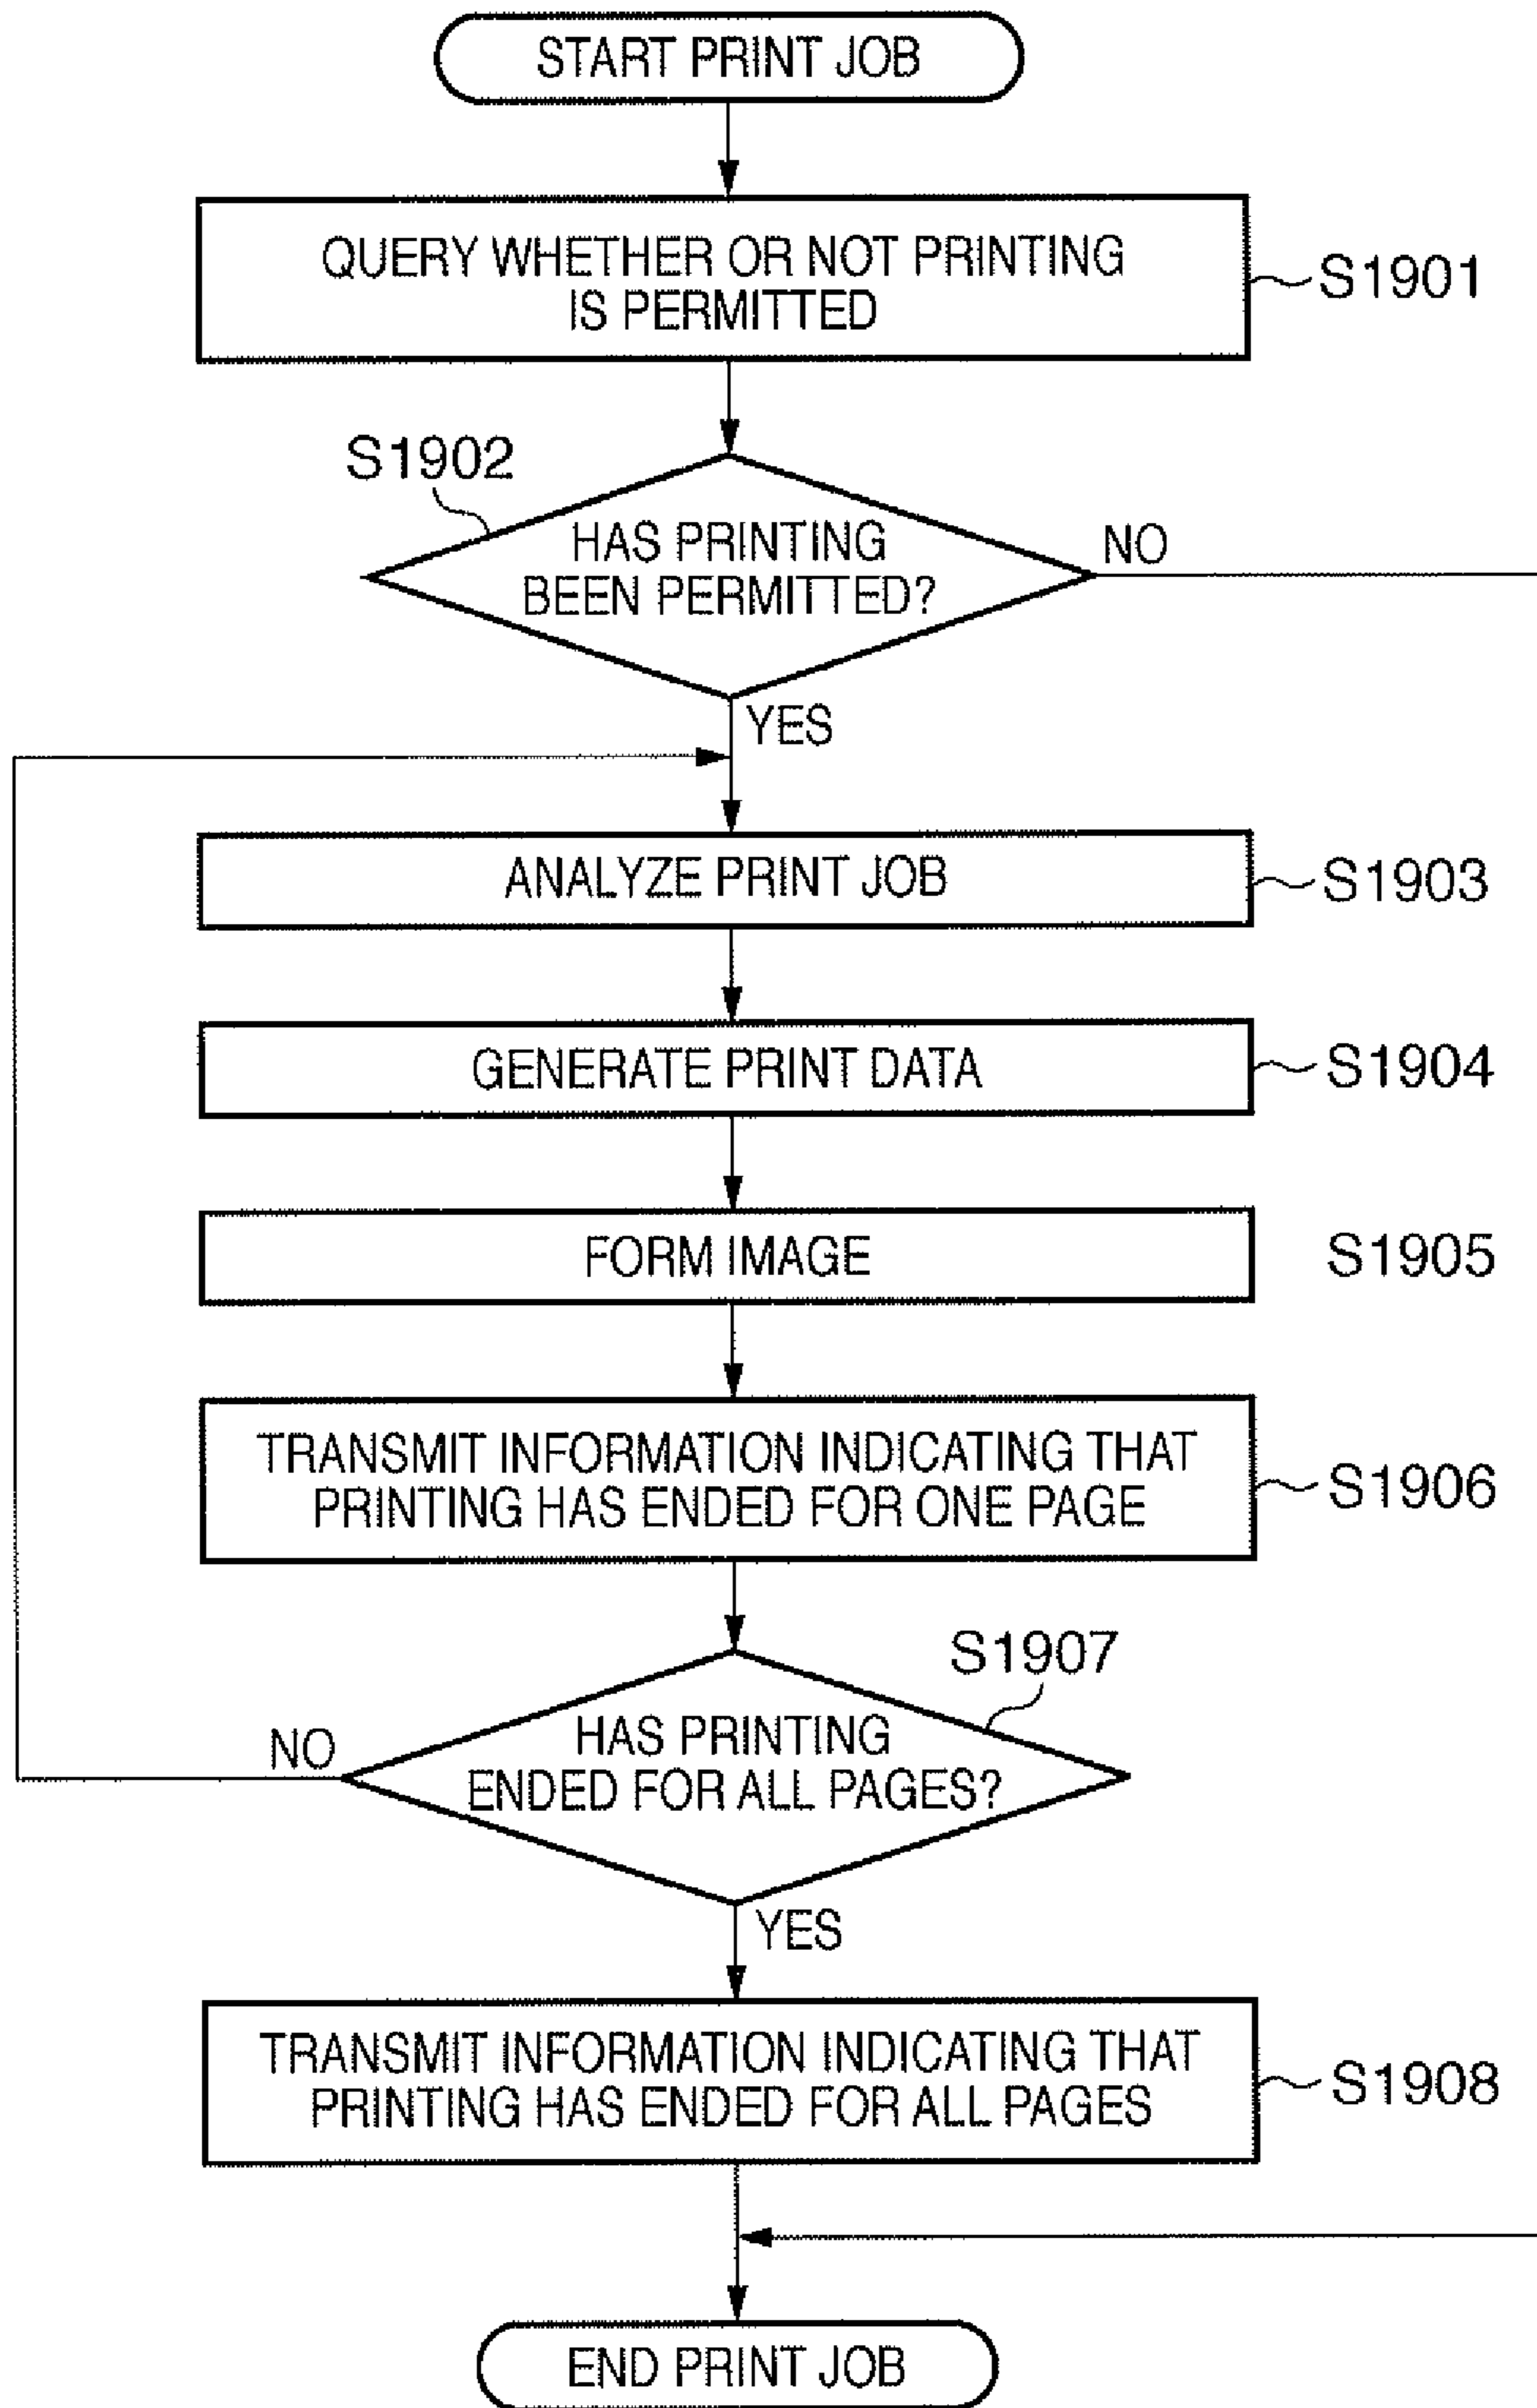 START PRINT JOB
QUERY WHETHER OR NOT PRINTING
IS PERMITTED
S1901
S1902
HAS PRINTING
BEEN PERMITTED?
NO
YES
ANALYZE PRINT JOB
S1903
GENERATE PRINT DATA
S1904
FORM IMAGE
S1905
TRANSMIT INFORMATION INDICATING THAT
PRINTING HAS ENDED FOR ONE PAGE
S1906
S1907
HAS PRINTING
ENDED FOR ALL PAGES?
NO
YES
TRANSMIT INFORMATION INDICATING THAT
PRINTING HAS ENDED FOR ALL PAGES
S1908
END PRINT JOB